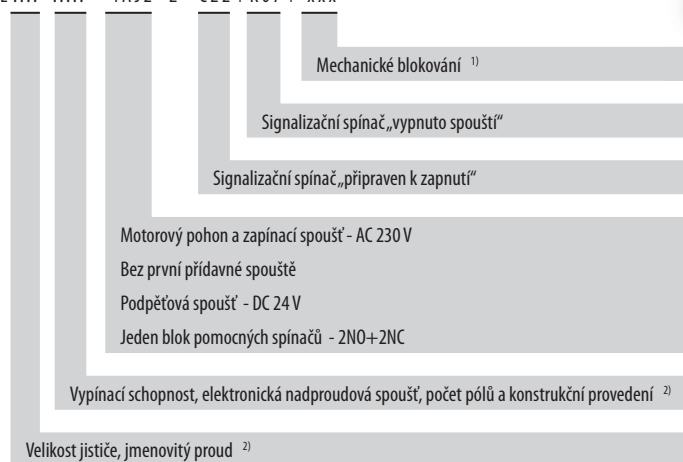 Mechanické blokování 1)
Signalizační spínač „vypnuto spouští“
Signalizační spínač „připraven k zapnutí“
Motorový pohon a zapínací spoušť - AC 230 V
Bez první přídavné spouště
Podpěťová spoušť - DC 24 V
Jeden blok pomocných spínačů - 2NO+2NC
Vypínací schopnost, elektronická nadproudová spoušť, počet pólů a konstrukční provedení 2)
Velikost jističe, jmenovitý proud 2)